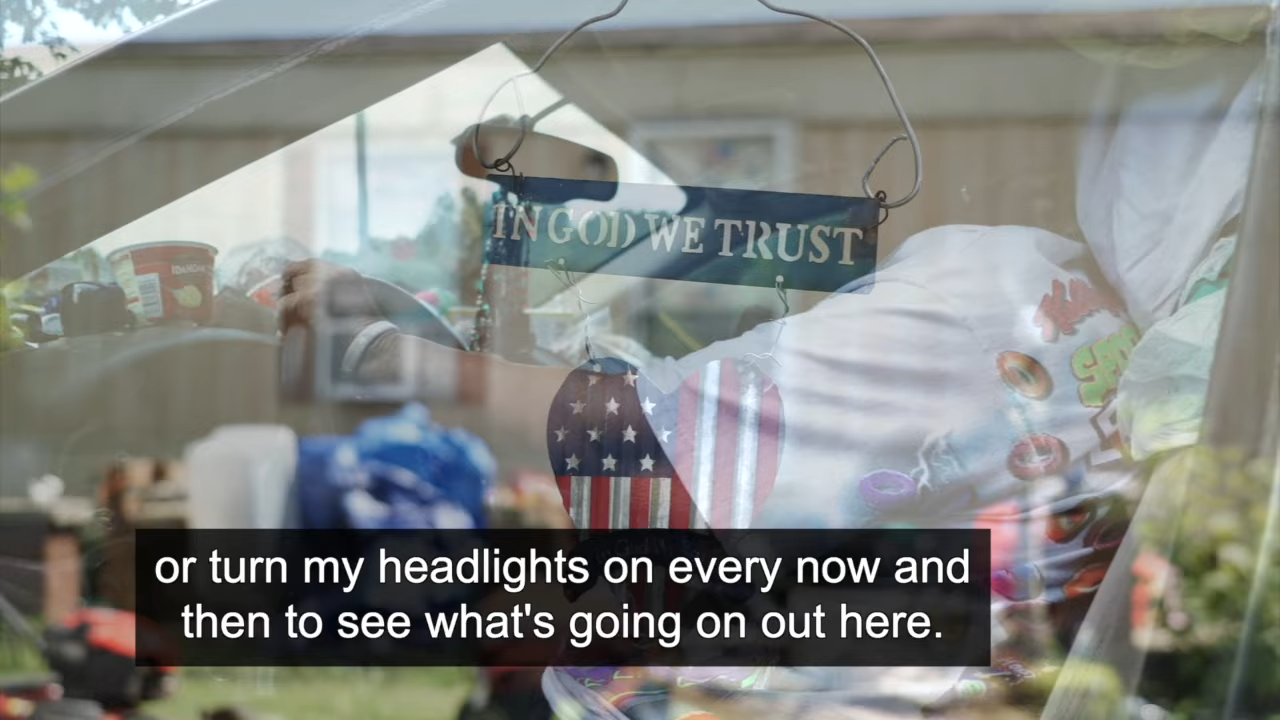 IDAHOAN
IN GOD WE TRUST
or turn my headlights on every now and
then to see what's going on out here.